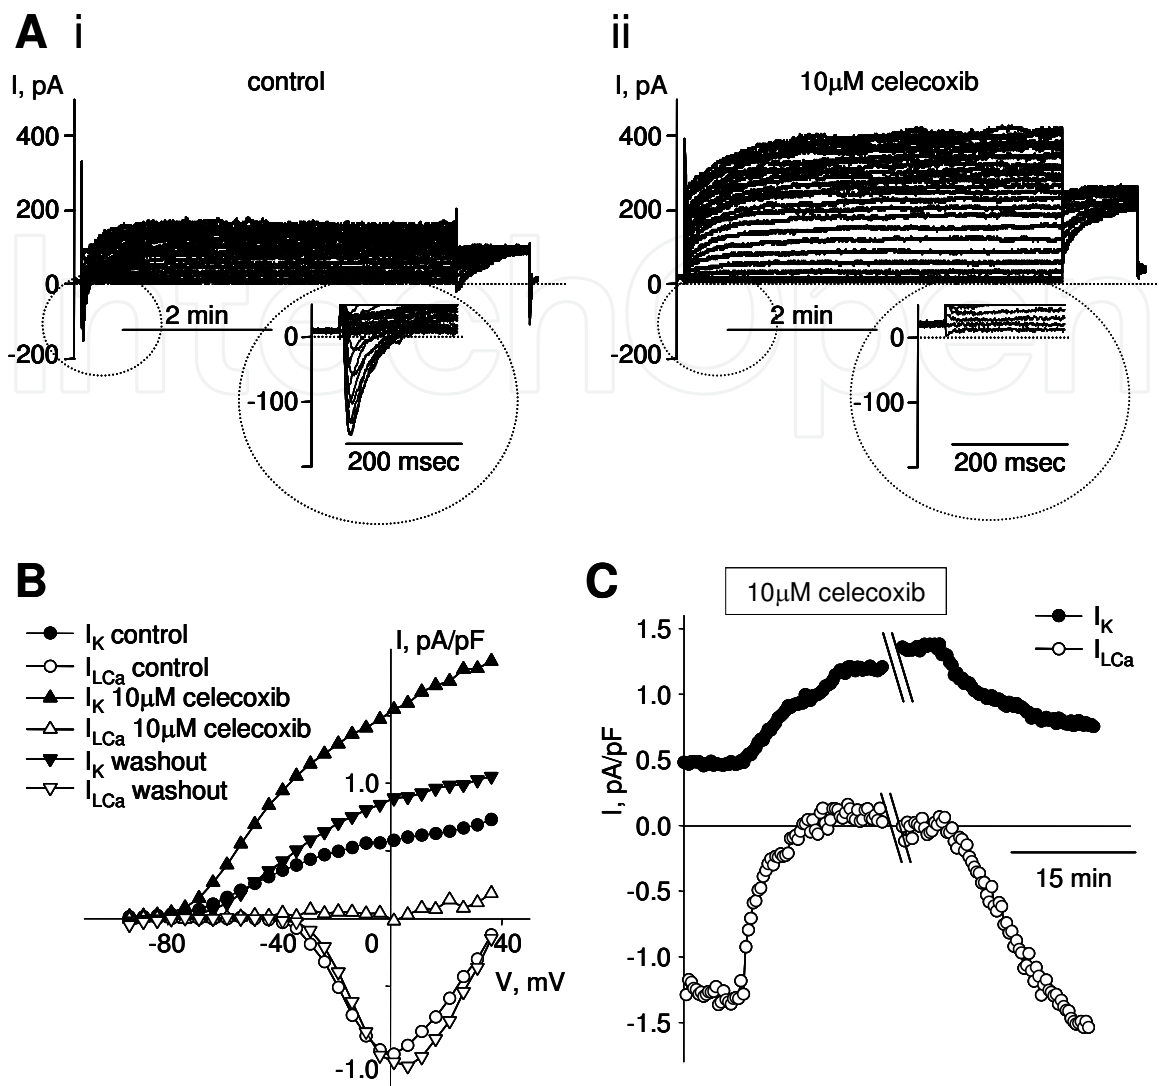 A i
ii
I, pA
control
400
200
0
-200
2 min
0
-100
200 msec
I, pA
10μM celecoxib
400
200
0
-200
2 min
0
-100
200 msec
IntechOpen
B
I_K control
I_LCa control
I_K 10μM celecoxib
I_LCa 10μM celecoxib
I_K washout
I_LCa washout
I, pA/pF
1.0
-80
-40
0
40
V, mV
-1.0
C
10μM celecoxib
I_K
I_LCa
I, pA/pF
1.5
1.0
0.5
0.0
-0.5
-1.0
-1.5
15 min